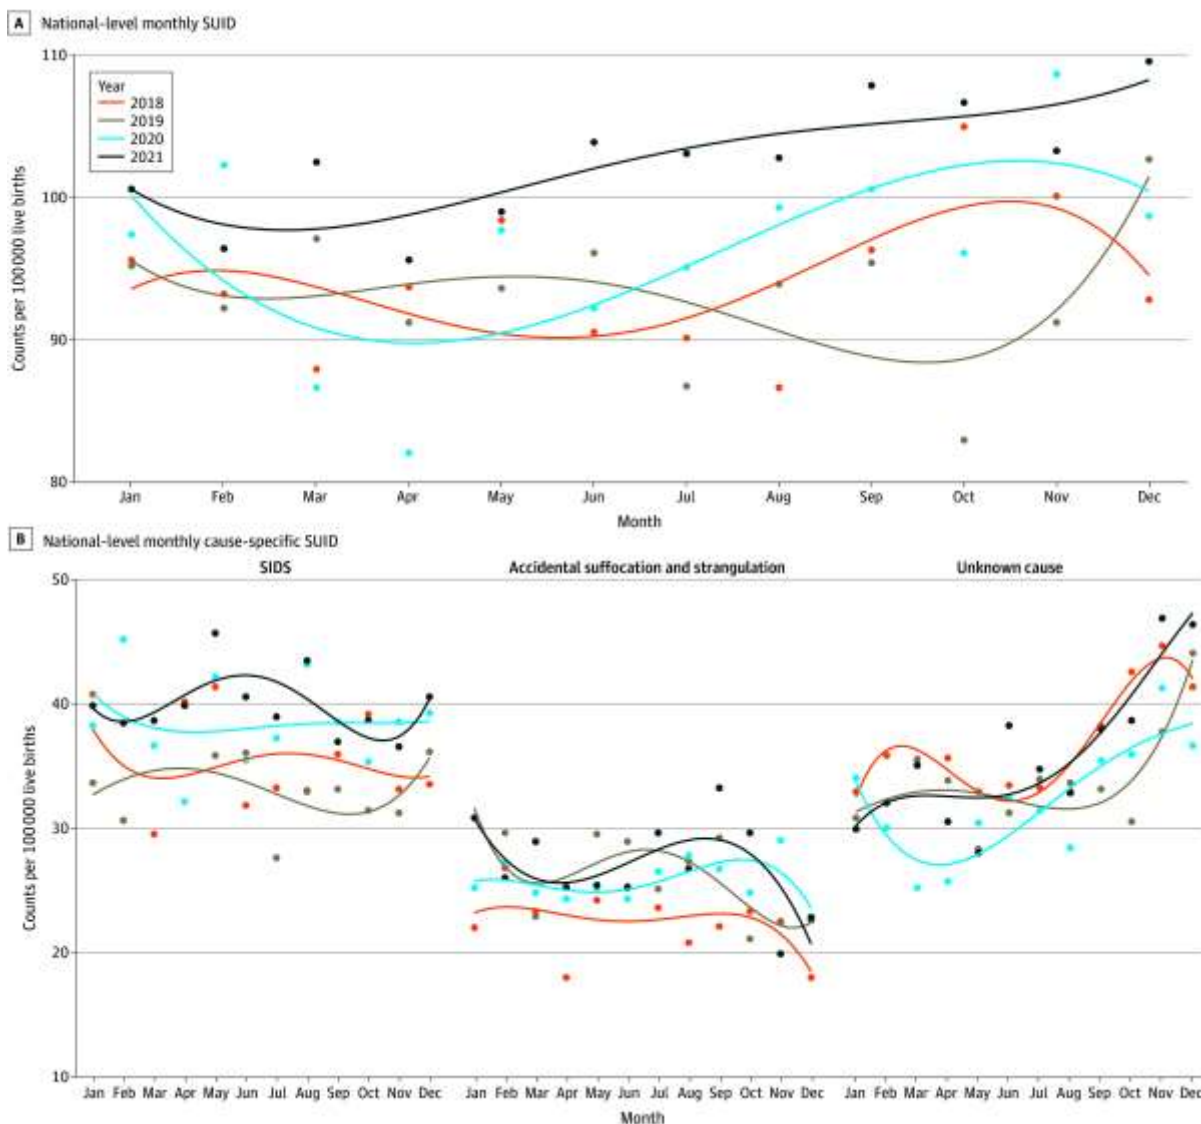 A National-level monthly SUID
110
100
90
80
Counts per 100000 live births
Year
2018
2019
2020
2021
Jan Feb Mar Apr May Jun Jul Aug Sep Oct Nov Dec
Month
B National-level monthly cause-specific SUID
SIDS Accidental suffocation and strangulation Unknown cause
50
40
30
20
10
Counts per 1000000 live births
Jan Feb Mar Apr May Jun Jul Aug Sep Oct Nov Dec Jan Feb Mar Apr May Jun Jul Aug Sep Oct Nov Dec Jan Feb Mar Apr May Jun Jul Aug Sep Oct Nov Dec
Month